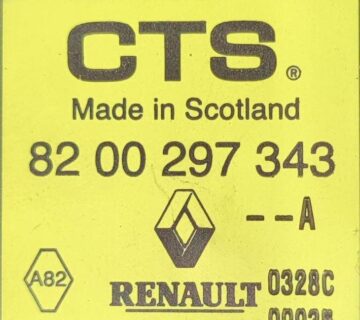 CTS®
Made in Scotland
82 00 297 343
--A
A82
RENAULT
0328C